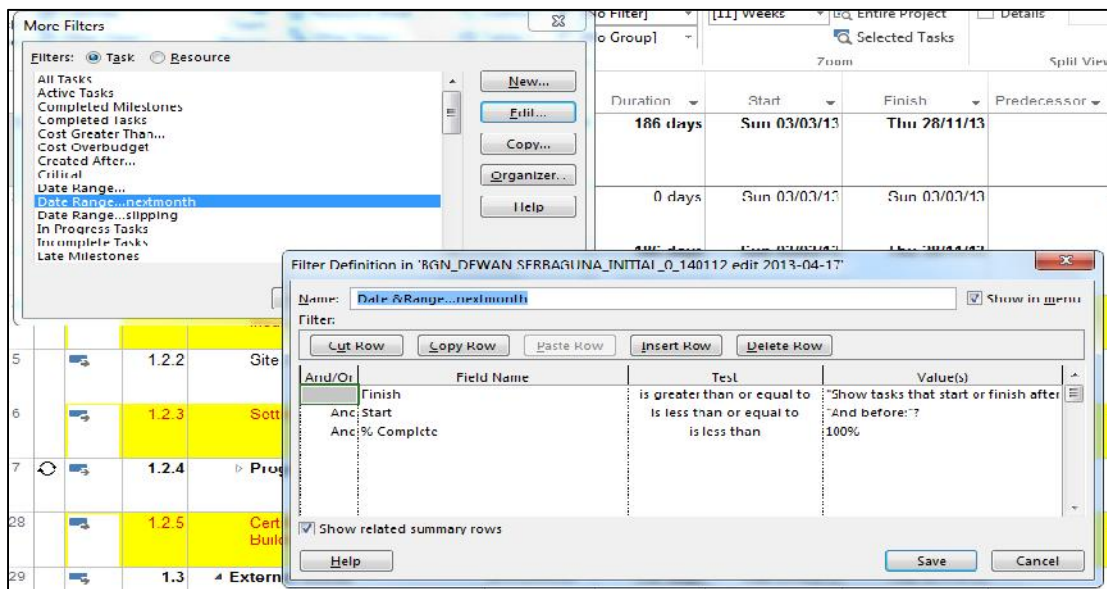 More Filters
Filters: Task Resource
All Tasks
Active Tasks
Completed Milestones
Completed Tasks
Cost Greater Than...
Cost Overbudget
Created After...
Critical
Date Range...
Date Range...nextmonth
Date Range...slipping
In Progress Tasks
Incomplete Tasks
Late Milestones
New...
Edit...
Copy...
Organizer...
Help
o Filter]
[11] Weeks
Entire Project
Details
o Group]
Selected Tasks
Zoom
Split View
Duration Start Finish Predecessor
186 days Sun 03/03/13 Thu 28/11/13
0 days Sun 03/03/13 Sun 03/03/13
Filter Definition in 'BGN_DEWAN SERBAGUNA_INITIAL_0_140112 edit 2013-04-17'
Name: Date &Range...nextmonth Show in menu
Filter:
Cut Row Copy Row Paste Row Insert Row Delete Row
And/Or Field Name Test Value(s)
Finish is greater than or equal to "Show tasks that start or finish after
And Start is less than or equal to "And before:"?
And % Complete is less than 100%
Show related summary rows
Help Save Cancel
5 1.2.2 Site
6 1.2.3 Sett
7 1.2.4 Prog
28 1.2.5 Cert
Build
29 1.3 Extern